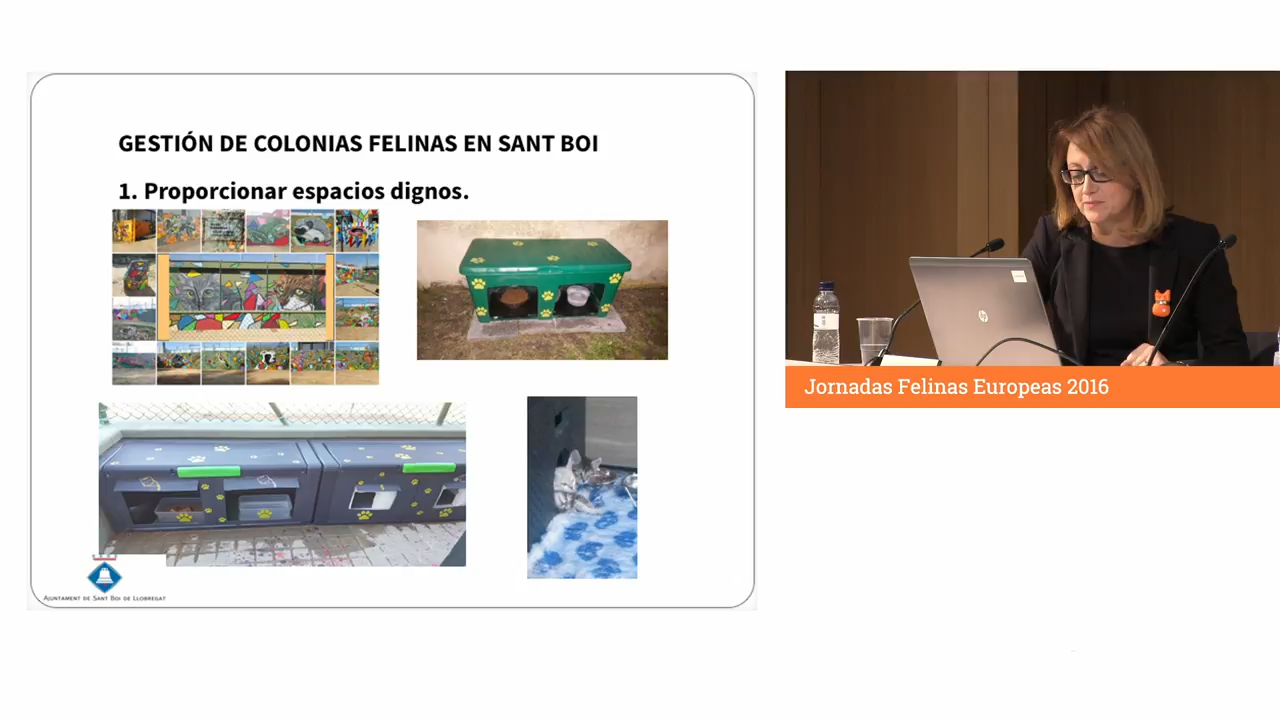 GESTIÓN DE COLONIAS FELINAS EN SANT BOI
1. Proporcionar espacios dignos.
AJUNTAMENT DE SANT BOI DE LLOBREGAT
hp
Jornadas Felinas Europeas 2016